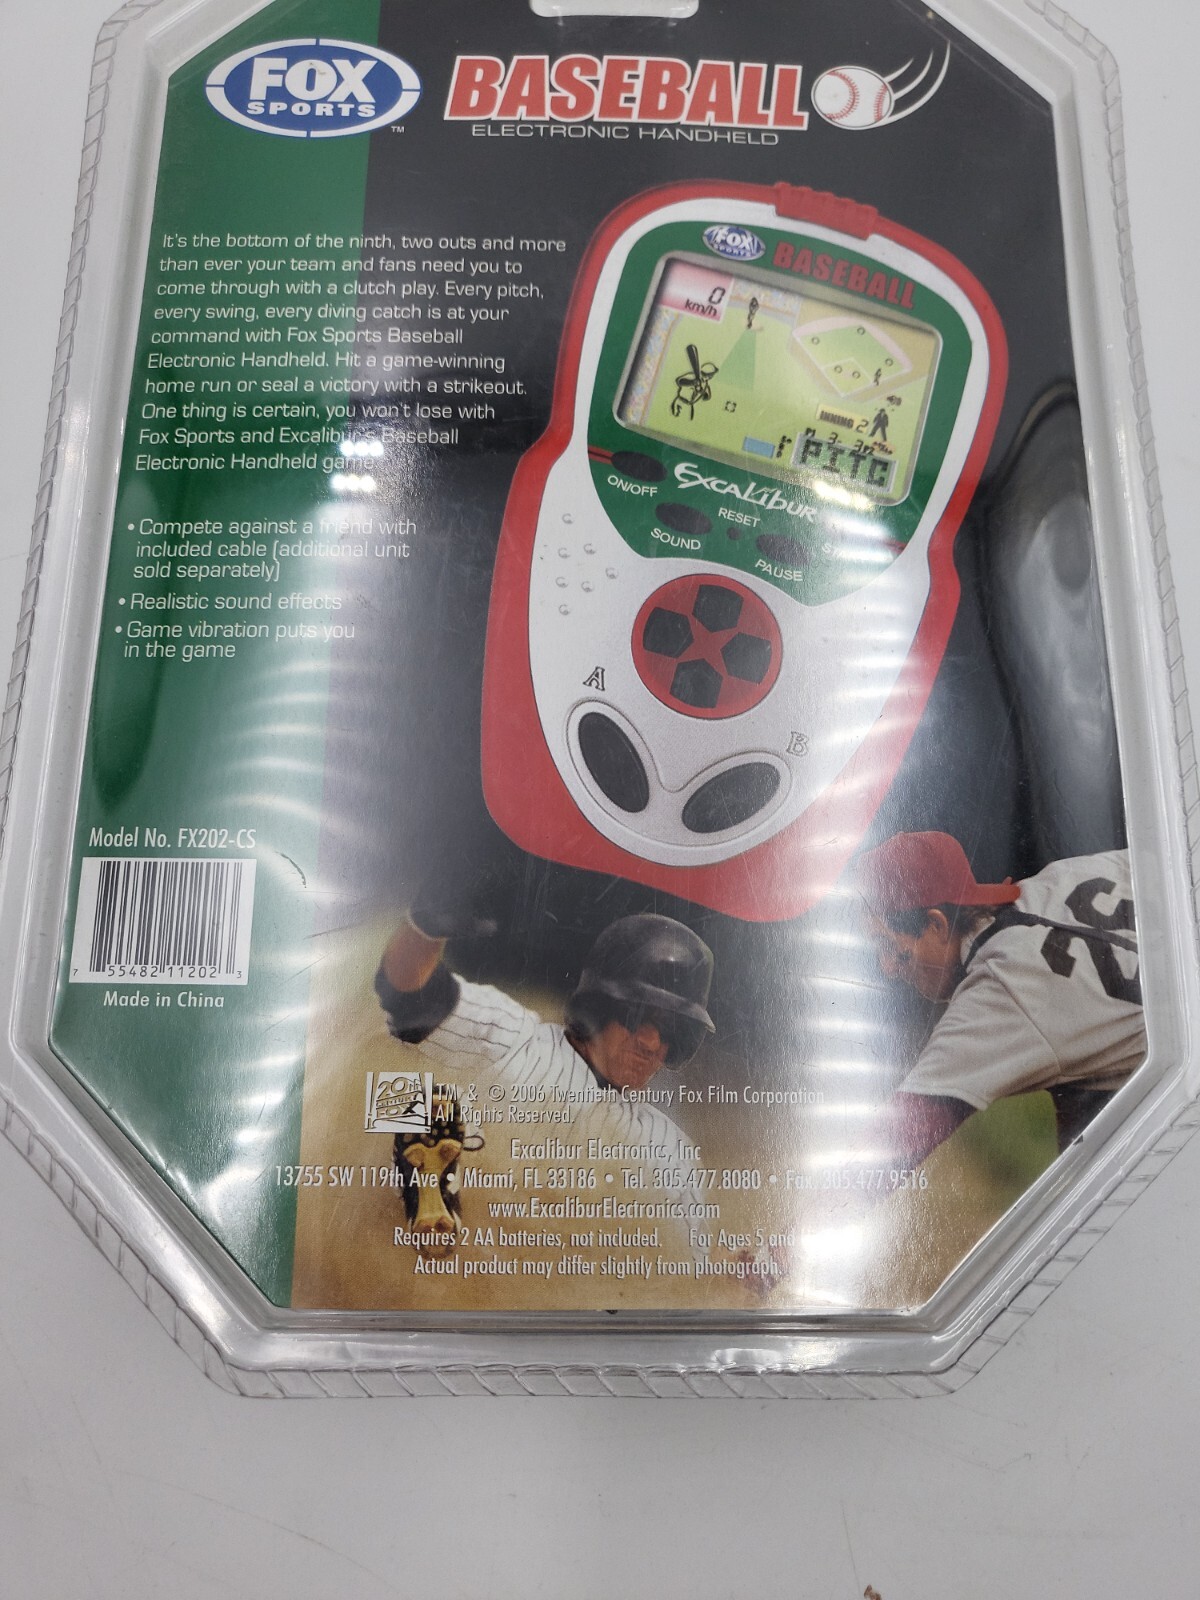 FOX
SPORTS
TM
BASEBALL
ELECTRONIC HANDHELD
It's the bottom of the ninth, two outs and more
than ever your team and fans need you to
come through with a clutch play. Every pitch,
every swing, every diving catch is at your
command with Fox Sports Baseball
Electronic Handheld. Hit a game-winning
home run or seal a victory with a strikeout.
One thing is certain, you won't lose with
Fox Sports and Excalibur's Baseball
Electronic Handheld game.
• Compete against a friend with
included cable (additional unit
sold separately)
• Realistic sound effects
• Game vibration puts you
in the game
FOX
SPORTS
BASEBALL
0
km/h
INNING 2
PITC
EXCALIBUR
ON/OFF
SOUND
RESET
PAUSE
A
B
Model No. FX202-CS
7 55482 11202 3
Made in China
26
20th
CENTURY
FOX
TM & © 2006 Twentieth Century Fox Film Corporation
All Rights Reserved.
Excalibur Electronics, Inc
13755 SW 119th Ave • Miami, FL 33186 • Tel. 305.477.8080 • Fax. 305.477.9516
www.ExcaliburElectronics.com
Requires 2 AA batteries, not included. For Ages 5 and
Actual product may differ slightly from photograph.